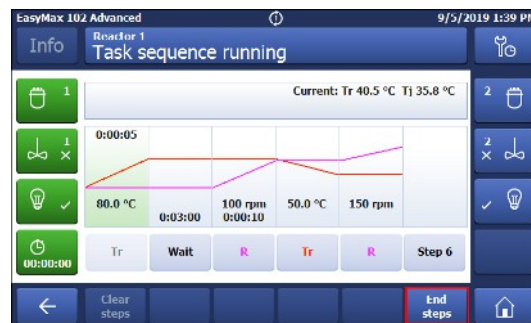 EasyMax 102 Advanced
9/5/2019 1:39 PM
Info
Reactor 1
Task sequence running
1
Current: Tr 40.5 °C Tj 35.8 °C
2
1
0:00:05
2
80.0 °C
0:03:00
100 rpm
0:00:10
50.0 °C
150 rpm
00:00:00
Tr
Wait
R
Tr
R
Step 6
Clear
steps
End
steps